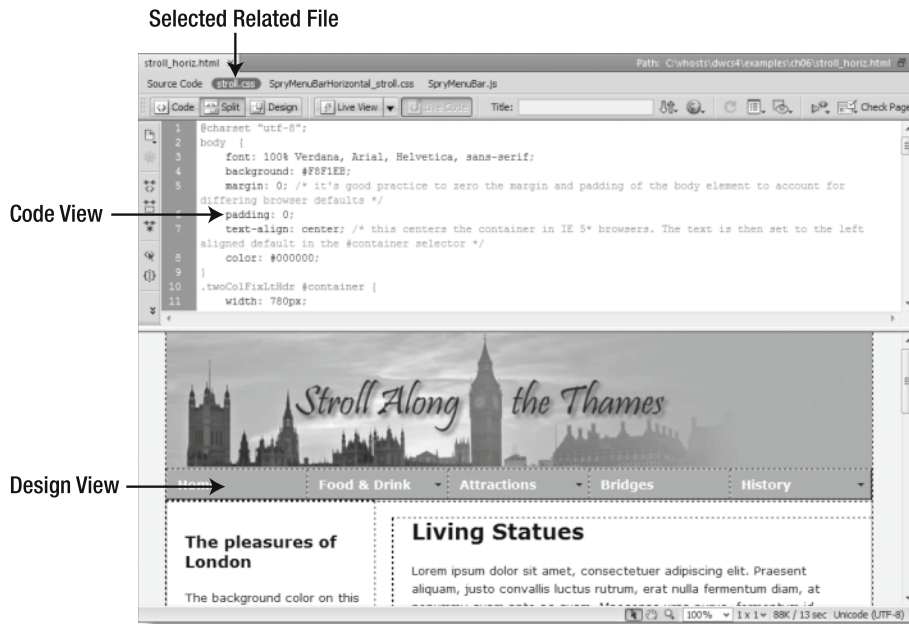 Selected Related File
stroll_horiz.html ×
Path: C:\vhosts\dwcs4\examples\ch06\stroll_horiz.html
Source Code stroll.css SpryMenuBarHorizontal_stroll.css SpryMenuBar.js
Code Split Design Live View Live Code Title: Check Page
1 @charset "utf-8";
2 body {
3 font: 100% Verdana, Arial, Helvetica, sans-serif;
4 background: #F8F1EB;
5 margin: 0; /* it's good practice to zero the margin and padding of the body element to account for
differing browser defaults */
Code View
6 padding: 0;
7 text-align: center; /* this centers the container in IE 5* browsers. The text is then set to the left
aligned default in the #container selector */
8 color: #000000;
9 }
10 .twoColFixLtHdr #container {
11 width: 780px;
Stroll Along the Thames
Design View
Home Food & Drink Attractions Bridges History
The pleasures of
London
The background color on this
Living Statues
Lorem ipsum dolor sit amet, consectetuer adipiscing elit. Praesent
aliquam, justo convallis luctus rutrum, erat nulla fermentum diam, at
100% 1 x 1 88K / 13 sec Unicode (UTF-8)